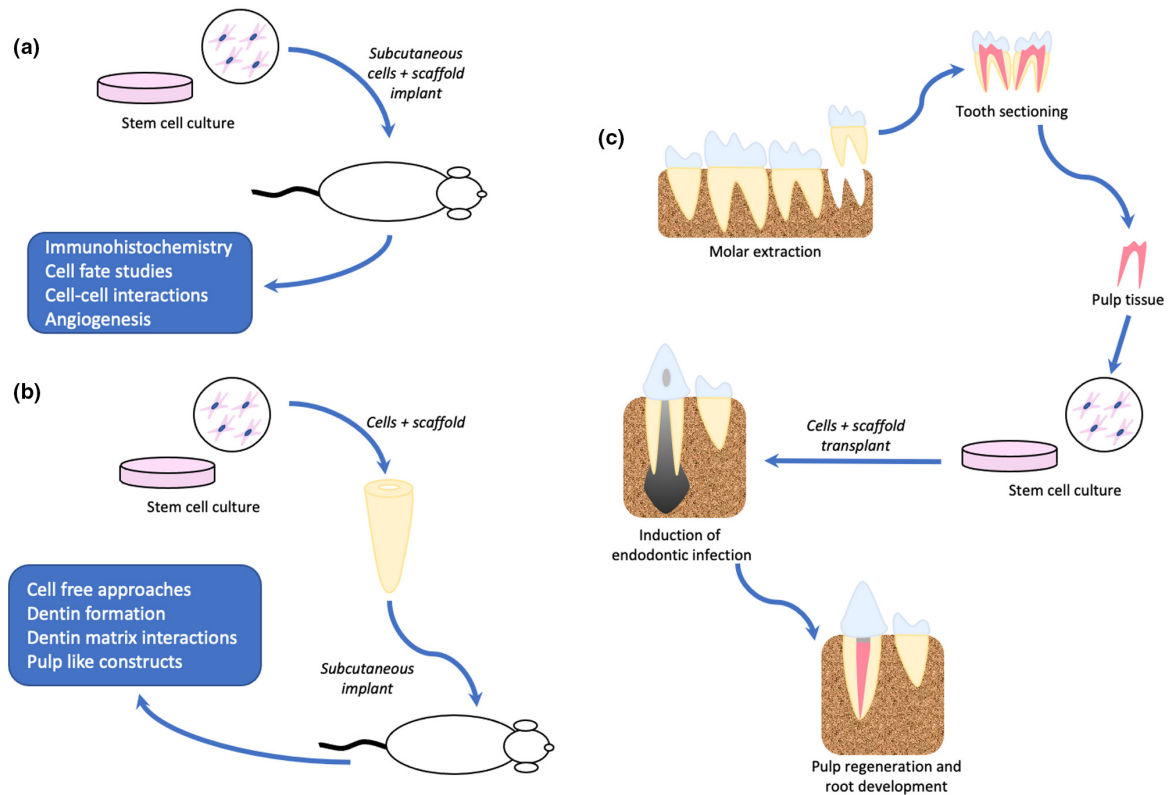 (a)
Stem cell culture
Subcutaneous
cells + scaffold
implant
Immunohistochemistry
Cell fate studies
Cell-cell interactions
Angiogenesis
(b)
Stem cell culture
Cells + scaffold
Subcutaneous
implant
Cell free approaches
Dentin formation
Dentin matrix interactions
Pulp like constructs
(c)
Molar extraction
Tooth sectioning
Pulp tissue
Stem cell culture
Cells + scaffold
transplant
Induction of
endodontic infection
Pulp regeneration and
root development